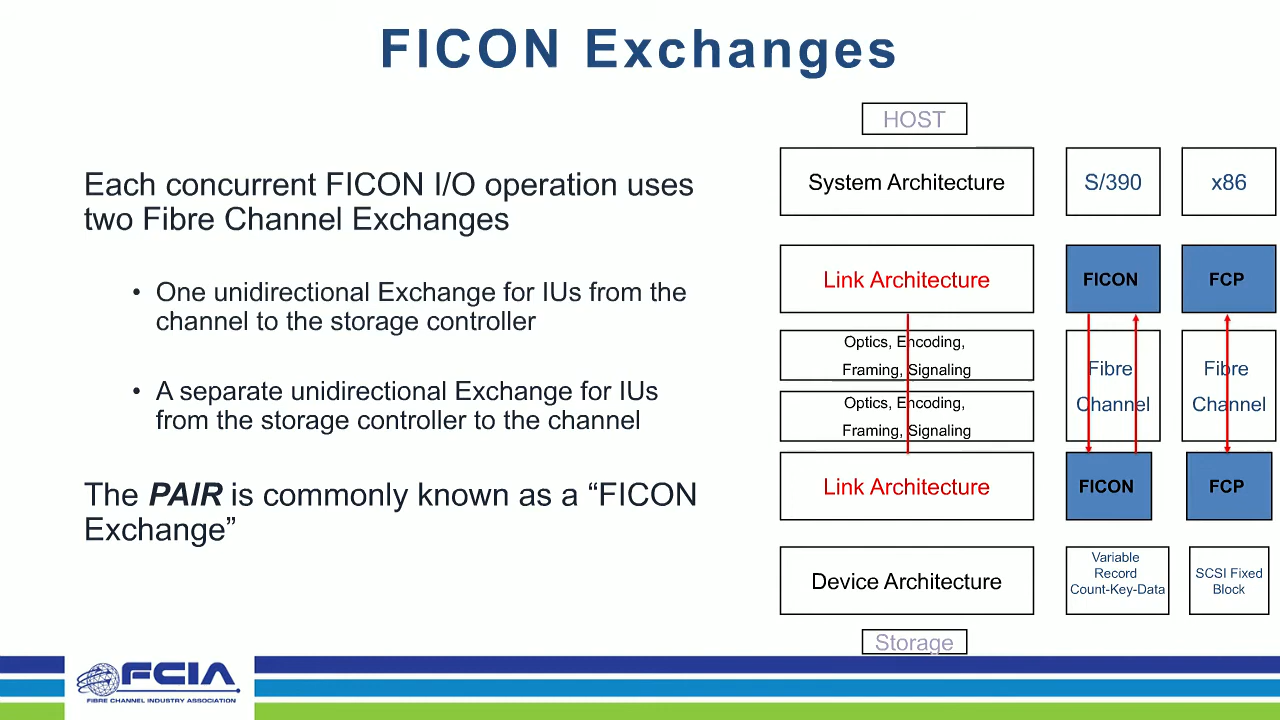 FICON Exchanges
Each concurrent FICON I/O operation uses
two Fibre Channel Exchanges
• One unidirectional Exchange for IUs from the
channel to the storage controller
• A separate unidirectional Exchange for IUs
from the storage controller to the channel
The PAIR is commonly known as a “FICON
Exchange”
HOST
System Architecture
S/390
x86
Link Architecture
FICON
FCP
Optics, Encoding,
Framing, Signaling
Optics, Encoding,
Framing, Signaling
Fibre
Channel
Fibre
Channel
Link Architecture
FICON
FCP
Device Architecture
Variable
Record
Count-Key-Data
SCSI Fixed
Block
Storage
FCIA
FIBRE CHANNEL INDUSTRY ASSOCIATION